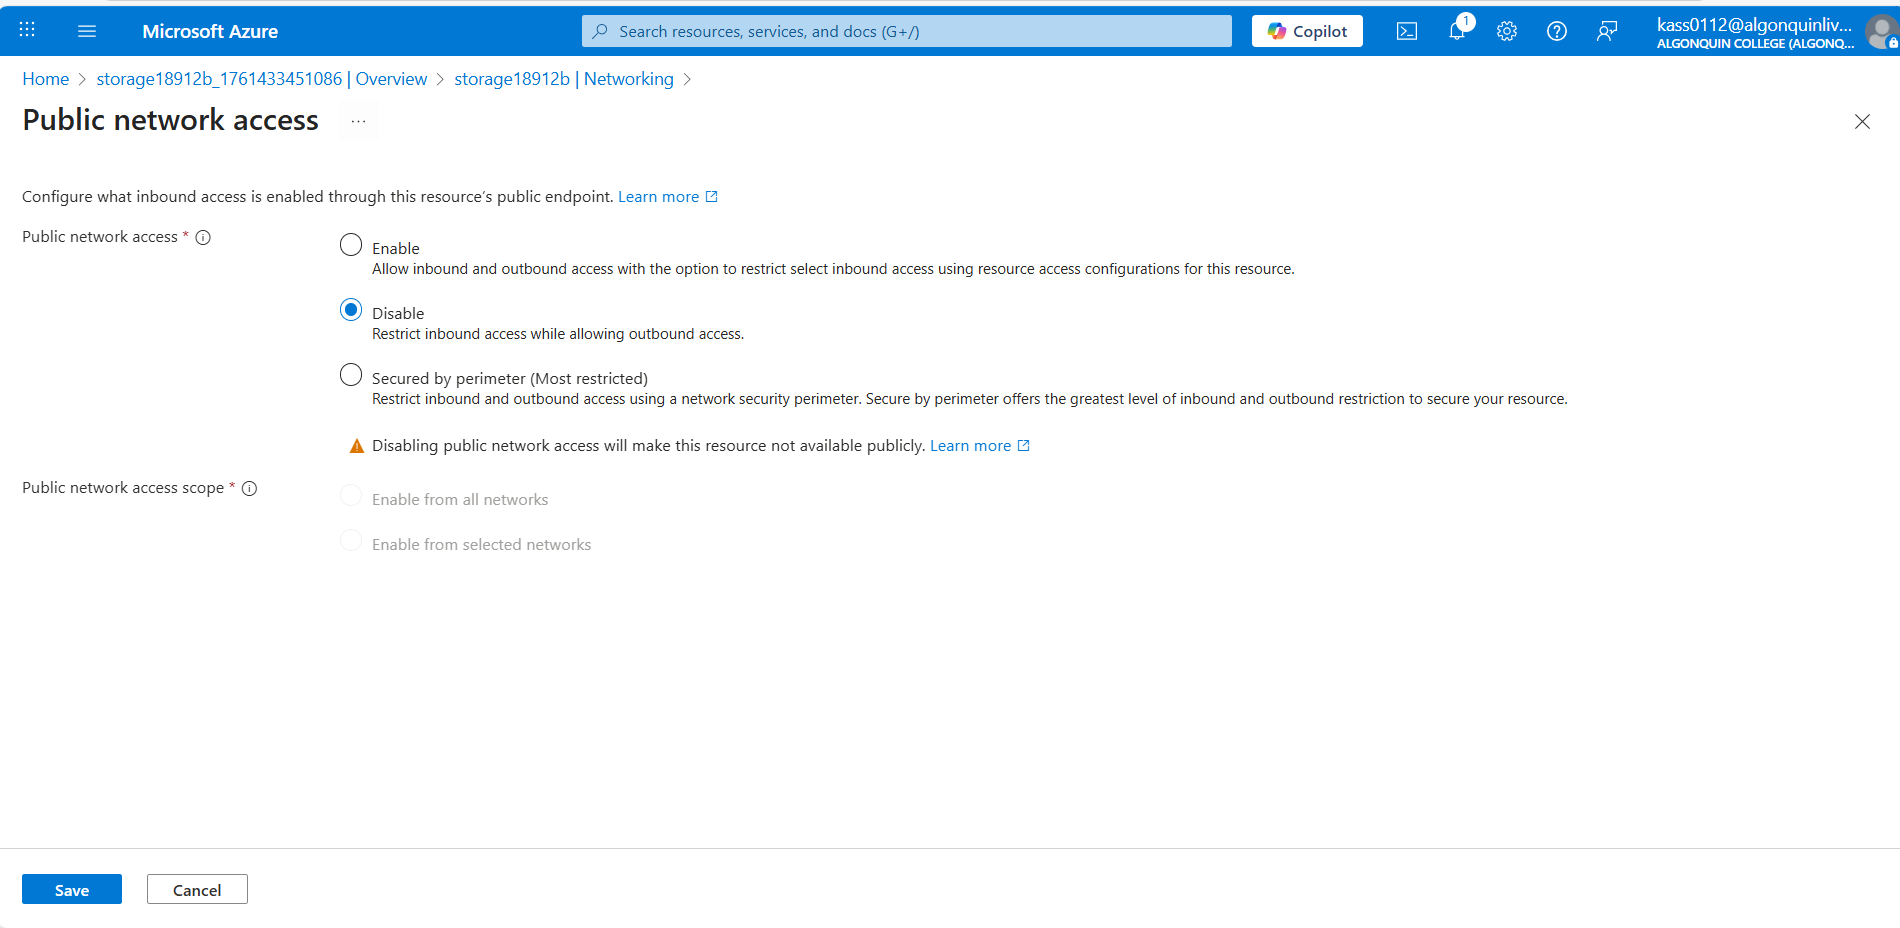 Microsoft Azure
Search resources, services, and docs (G+/)
Copilot
1
kass0112@algonquinliv...
ALGONQUIN COLLEGE (ALGONQ...
Home > storage18912b_1761433451086 | Overview > storage18912b | Networking >
Public network access ...
Configure what inbound access is enabled through this resource's public endpoint. Learn more
Public network access *
Enable
Allow inbound and outbound access with the option to restrict select inbound access using resource access configurations for this resource.
Disable
Restrict inbound access while allowing outbound access.
Secured by perimeter (Most restricted)
Restrict inbound and outbound access using a network security perimeter. Secure by perimeter offers the greatest level of inbound and outbound restriction to secure your resource.
Disabling public network access will make this resource not available publicly. Learn more
Public network access scope *
Enable from all networks
Enable from selected networks
Save
Cancel